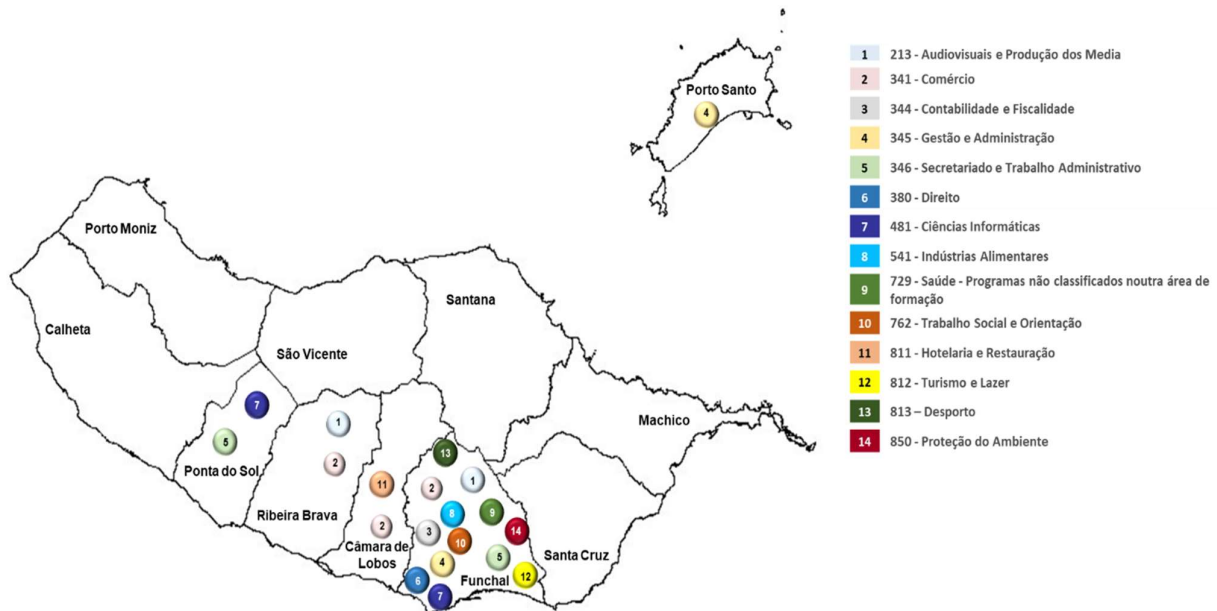 Porto Santo
4
Porto Moniz
Santana
Calheta
São Vicente
7
1
Machico
5
13
2
Ponta do Sol
11
2
1
8
9
Ribeira Brava
2
3
14
10
Câmara de
Lobos
5
Santa Cruz
4
6
Funchal
12
7
1 213 - Audiovisuais e Produção dos Media
2 341 - Comércio
3 344 - Contabilidade e Fiscalidade
4 345 - Gestão e Administração
5 346 - Secretariado e Trabalho Administrativo
6 380 - Direito
7 481 - Ciências Informáticas
8 541 - Indústrias Alimentares
9 729 - Saúde - Programas não classificados noutra área de
formação
10 762 - Trabalho Social e Orientação
11 811 - Hotelaria e Restauração
12 812 - Turismo e Lazer
13 813 – Desporto
14 850 - Proteção do Ambiente